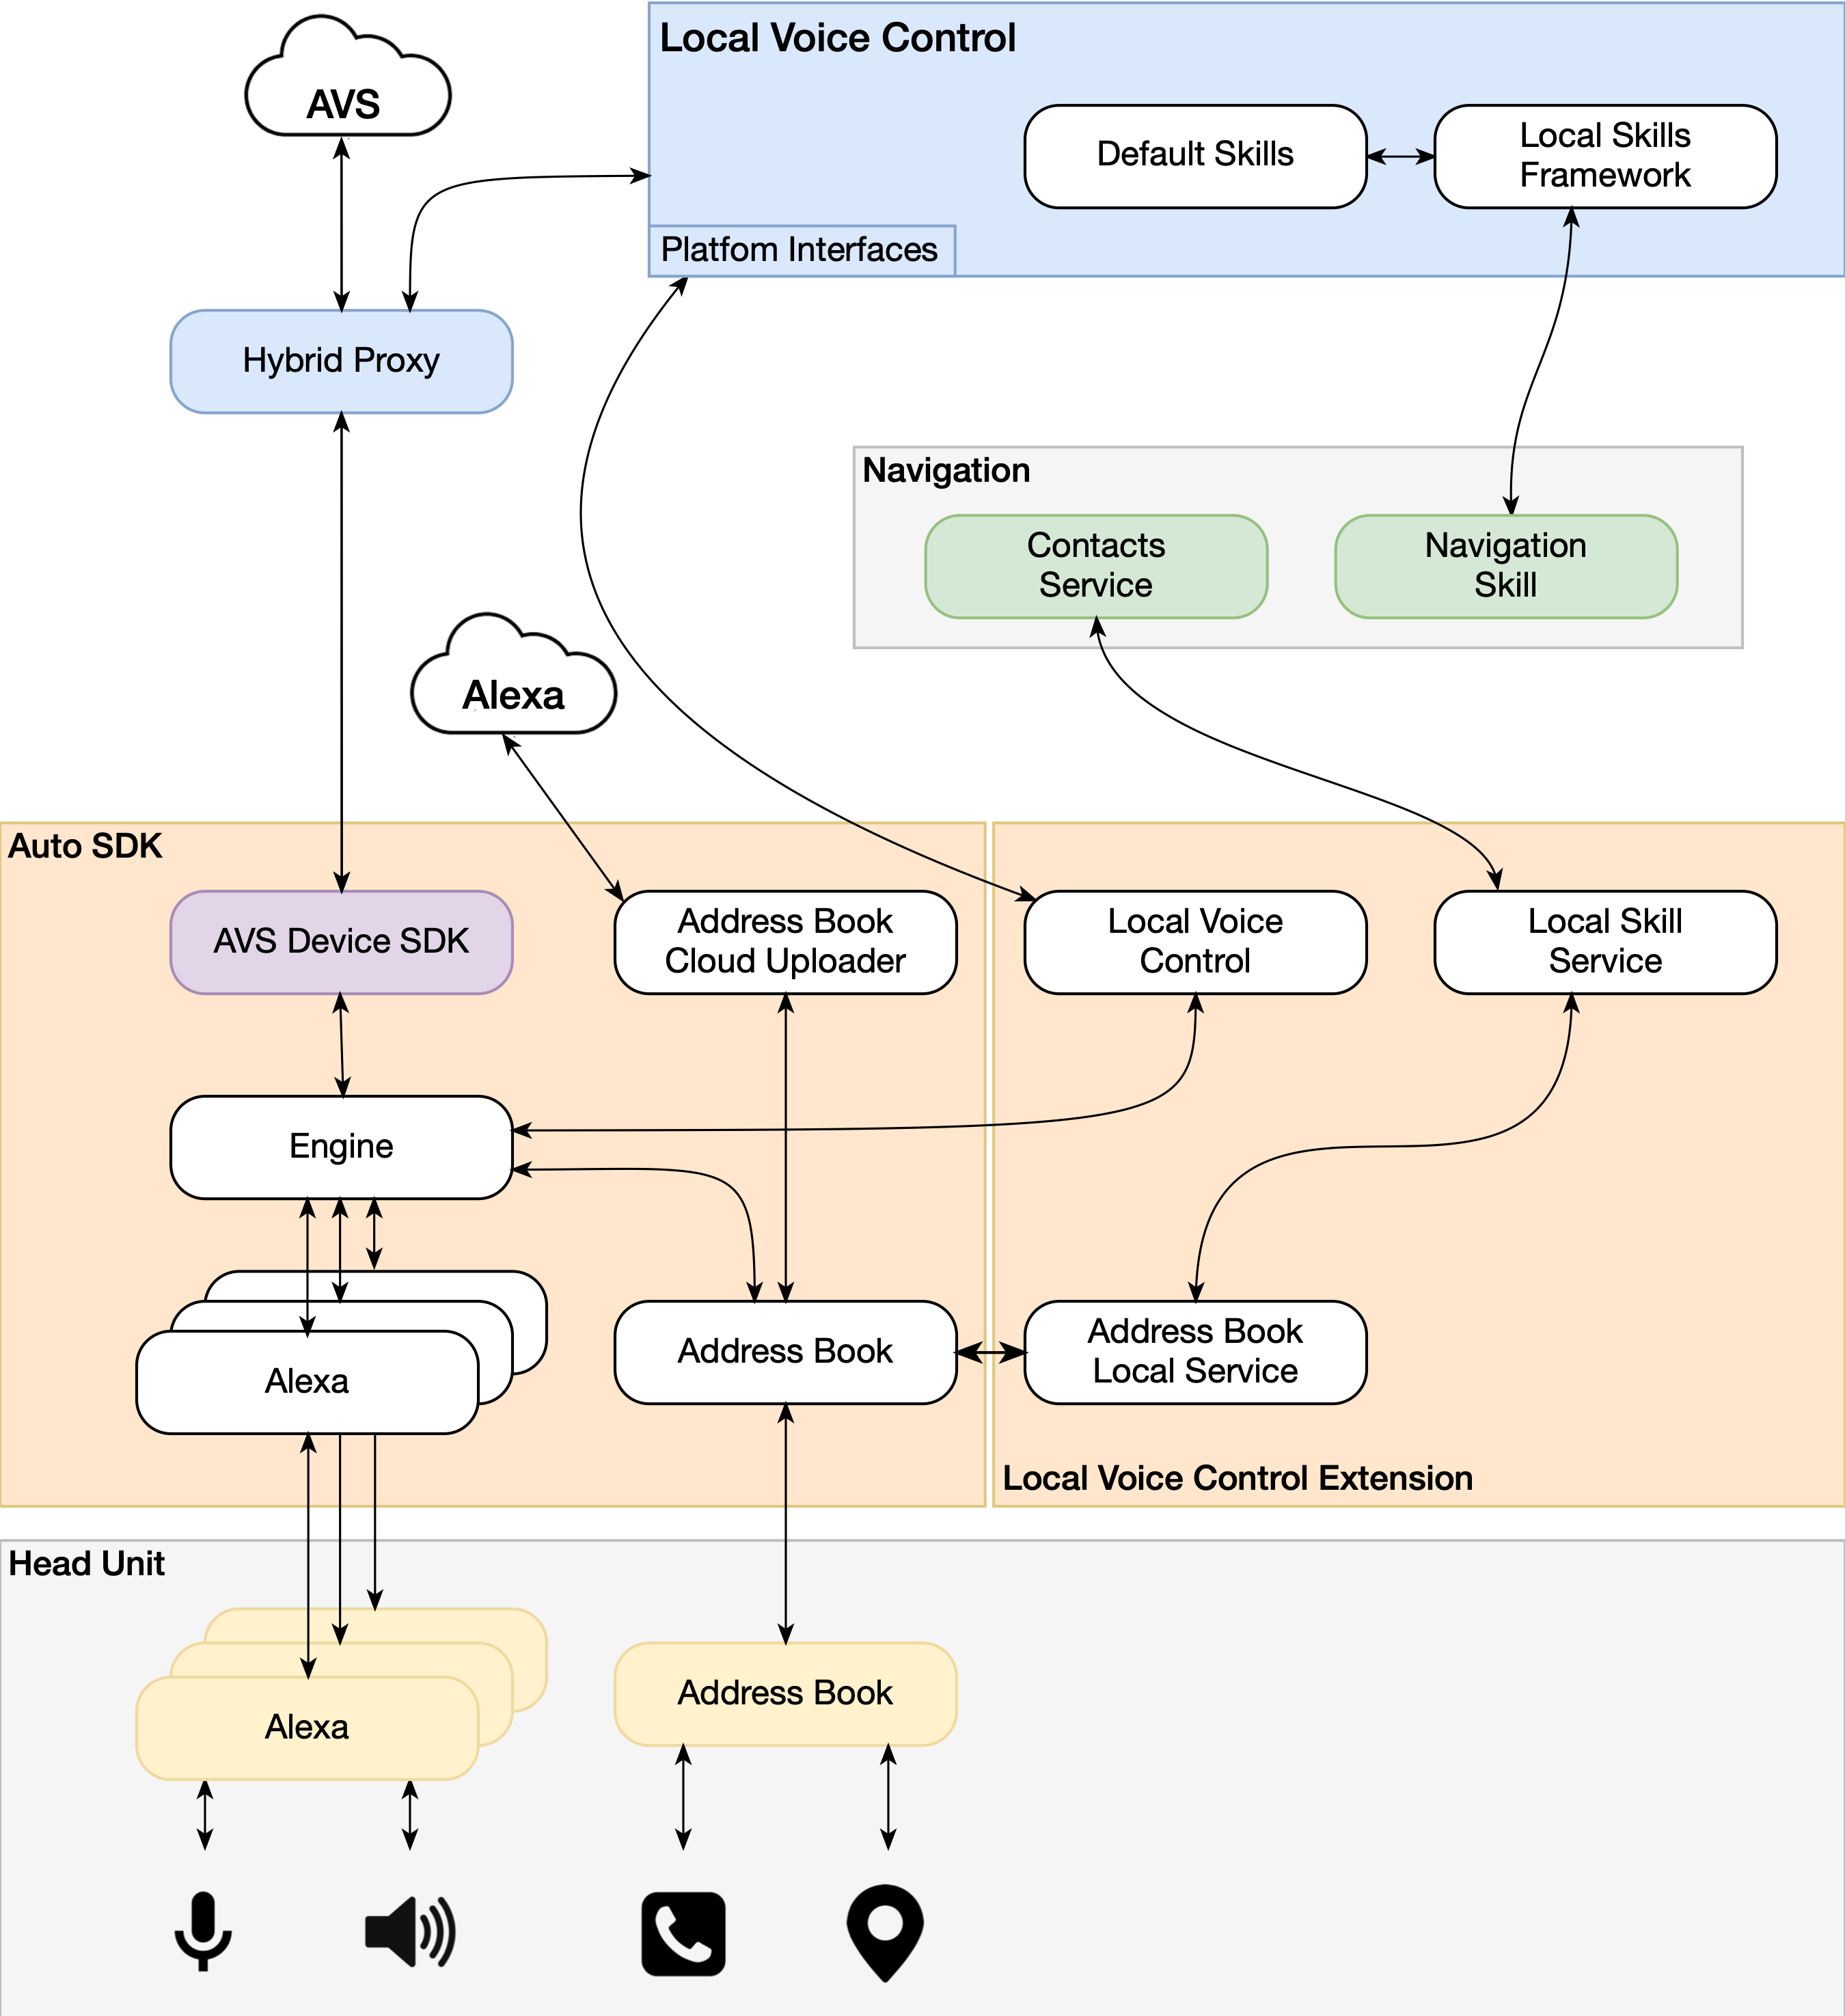 AVS
Local Voice Control
Default Skills
Local Skills
Framework
Platfom Interfaces
Hybrid Proxy
Navigation
Contacts
Service
Navigation
Skill
Alexa
Auto SDK
AVS Device SDK
Address Book
Cloud Uploader
Local Voice
Control
Local Skill
Service
Engine
Alexa
Address Book
Address Book
Local Service
Local Voice Control Extension
Head Unit
Alexa
Address Book